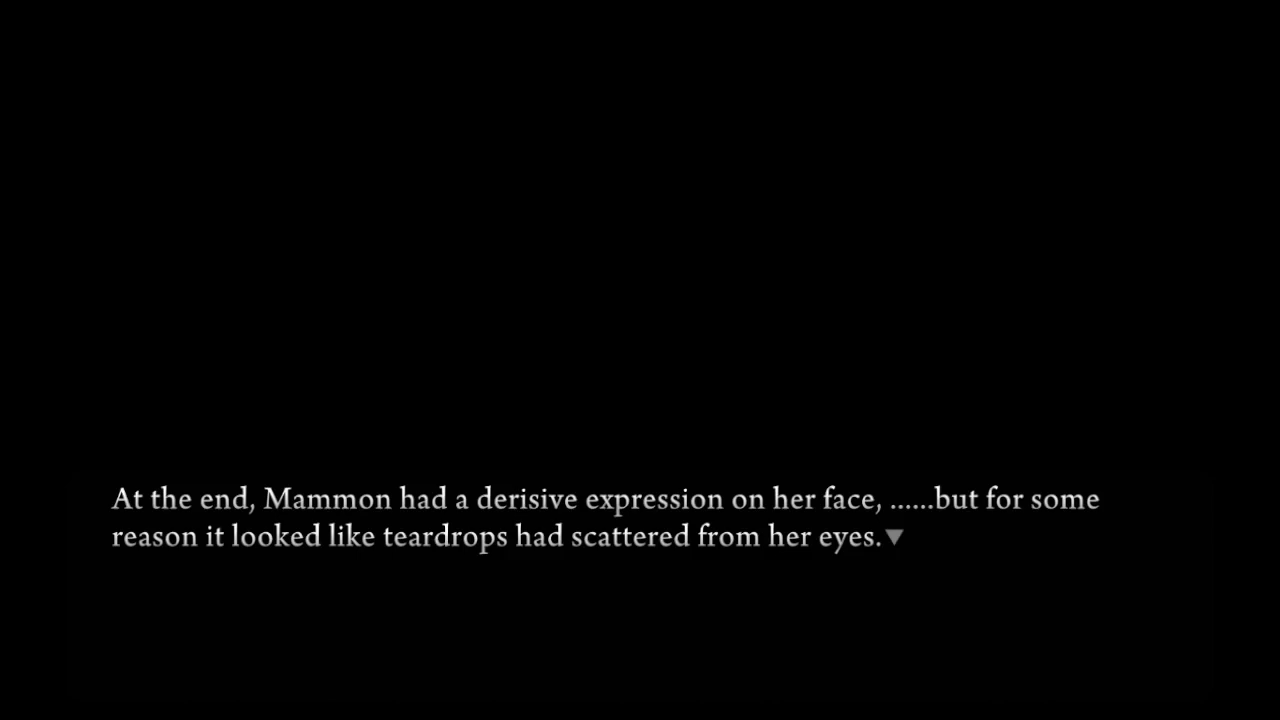 At the end, Mammon had a derisive expression on her face, ......but for some
reason it looked like teardrops had scattered from her eyes.▼